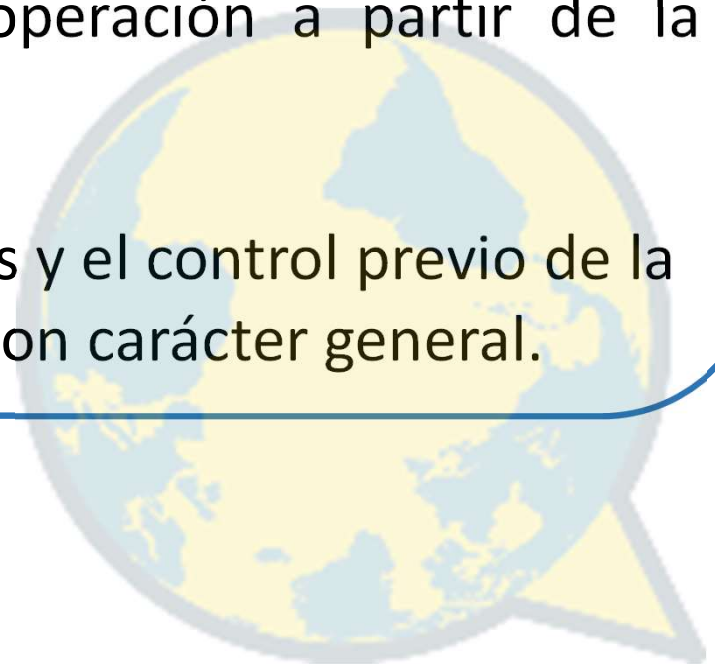 operación a partir de la
s y el control previo de la
on carácter general.